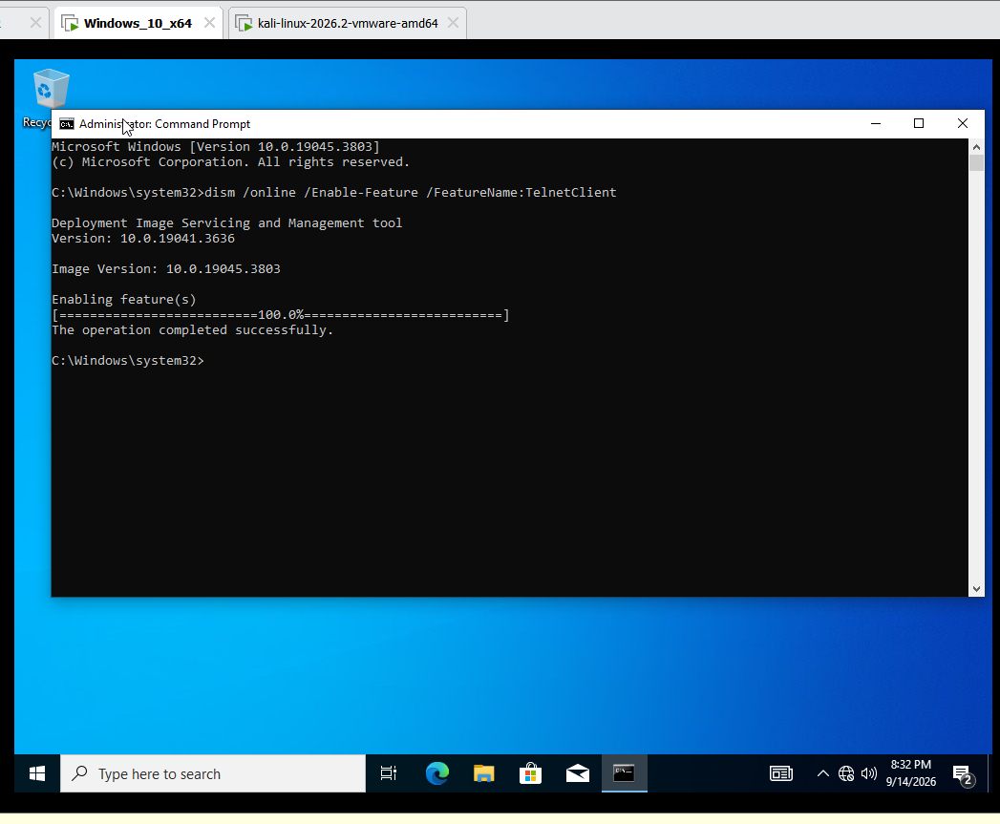 Windows_10_x64
kali-linux-2026.2-vmware-amd64
Recyc
Administrator: Command Prompt
Microsoft Windows [Version 10.0.19045.3803]
(c) Microsoft Corporation. All rights reserved.
C:\Windows\system32>dism /online /Enable-Feature /FeatureName:TelnetClient
Deployment Image Servicing and Management tool
Version: 10.0.19041.3636
Image Version: 10.0.19045.3803
Enabling feature(s)
[==========================100.0%==========================]
The operation completed successfully.
C:\Windows\system32>
Type here to search
8:32 PM
9/14/2026
2